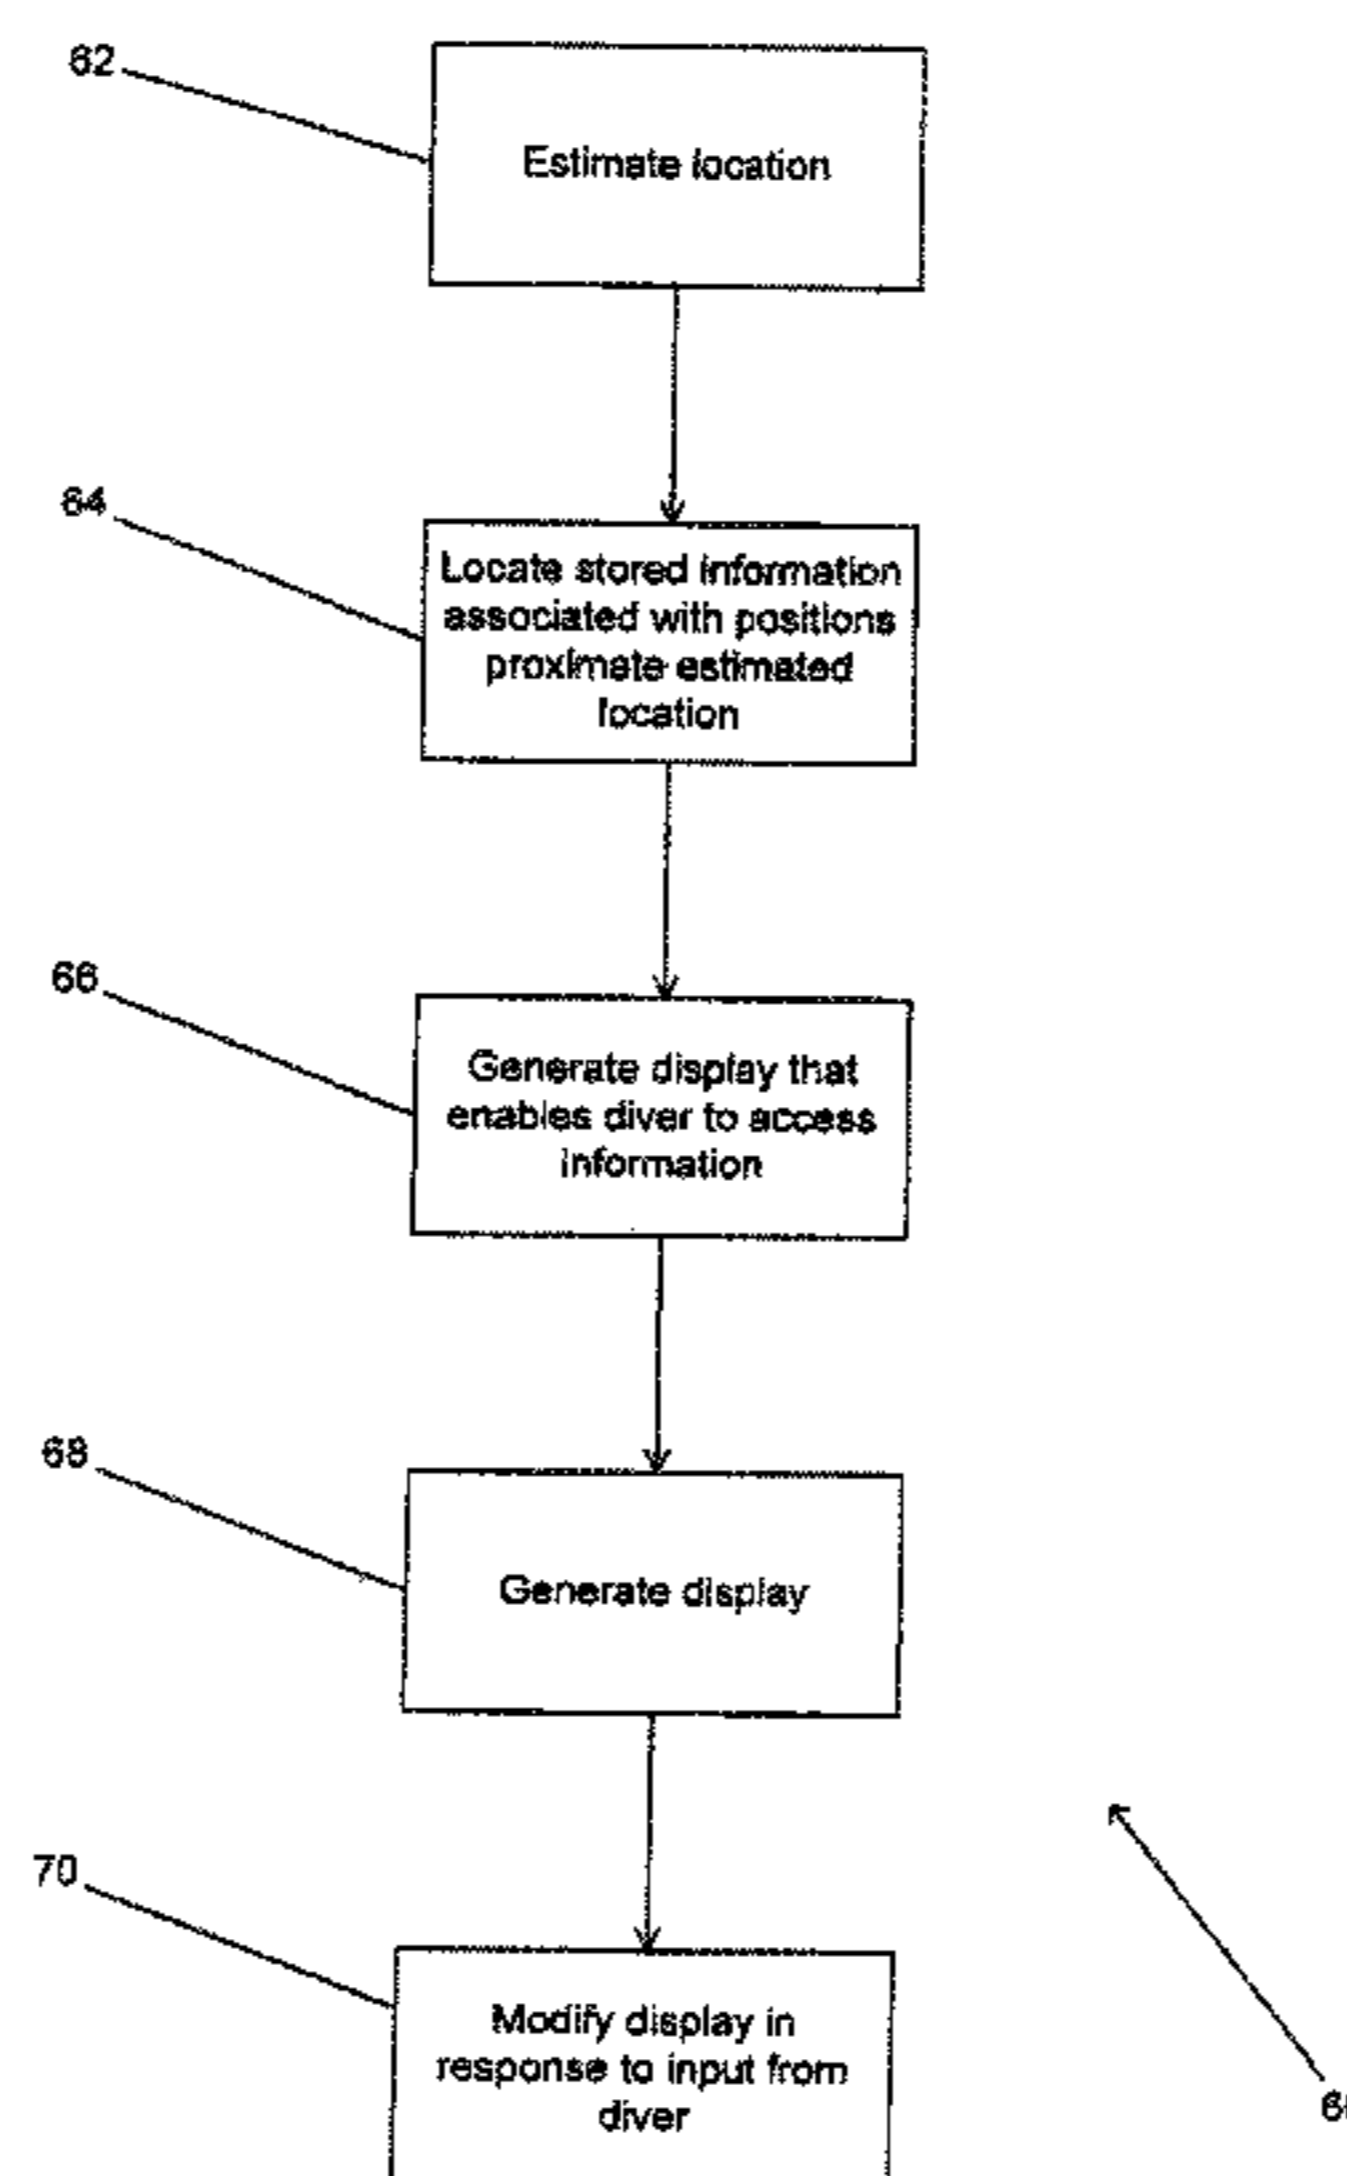 62
Estimate location
64
Locate stored information
associated with positions
proximate estimated
location
66
Generate display that
enables diver to access
information
68
Generate display
70
Modify display in
response to input from
diver